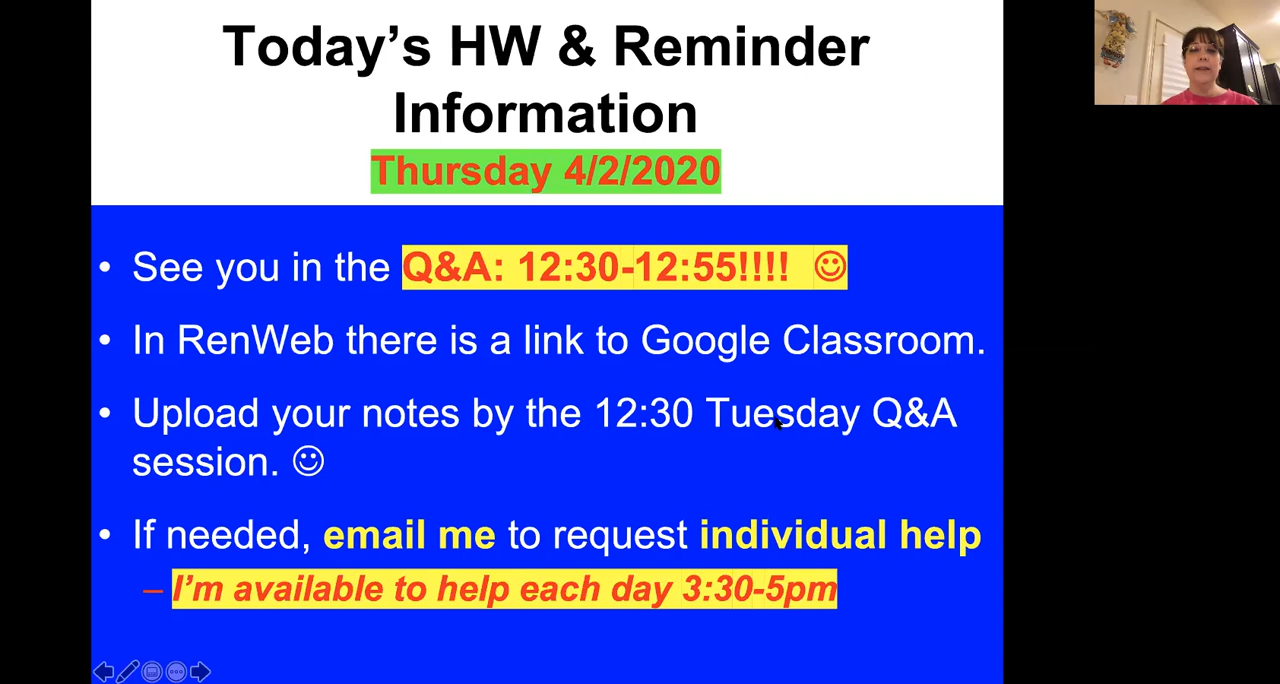 Today’s HW & Reminder
Information
Thursday 4/2/2020
• See you in the Q&A: 12:30-12:55!!!! ☺
• In RenWeb there is a link to Google Classroom.
• Upload your notes by the 12:30 Tuesday Q&A
session. ☺
• If needed, email me to request individual help
– I’m available to help each day 3:30-5pm